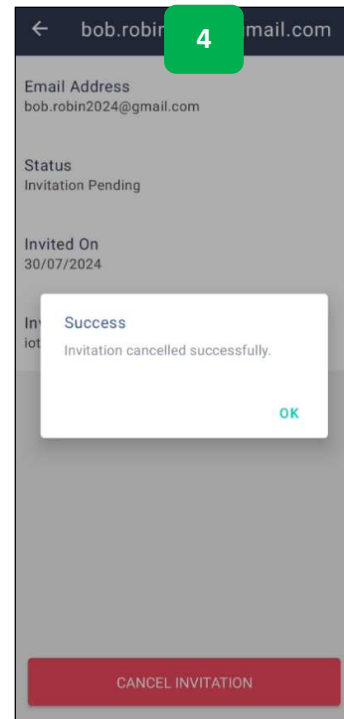 ← bob.robin 4 mail.com
Email Address
bob.robin2024@gmail.com
Status
Invitation Pending
Invited On
30/07/2024
Success
Invitation cancelled successfully.
iot
OK
CANCEL INVITATION